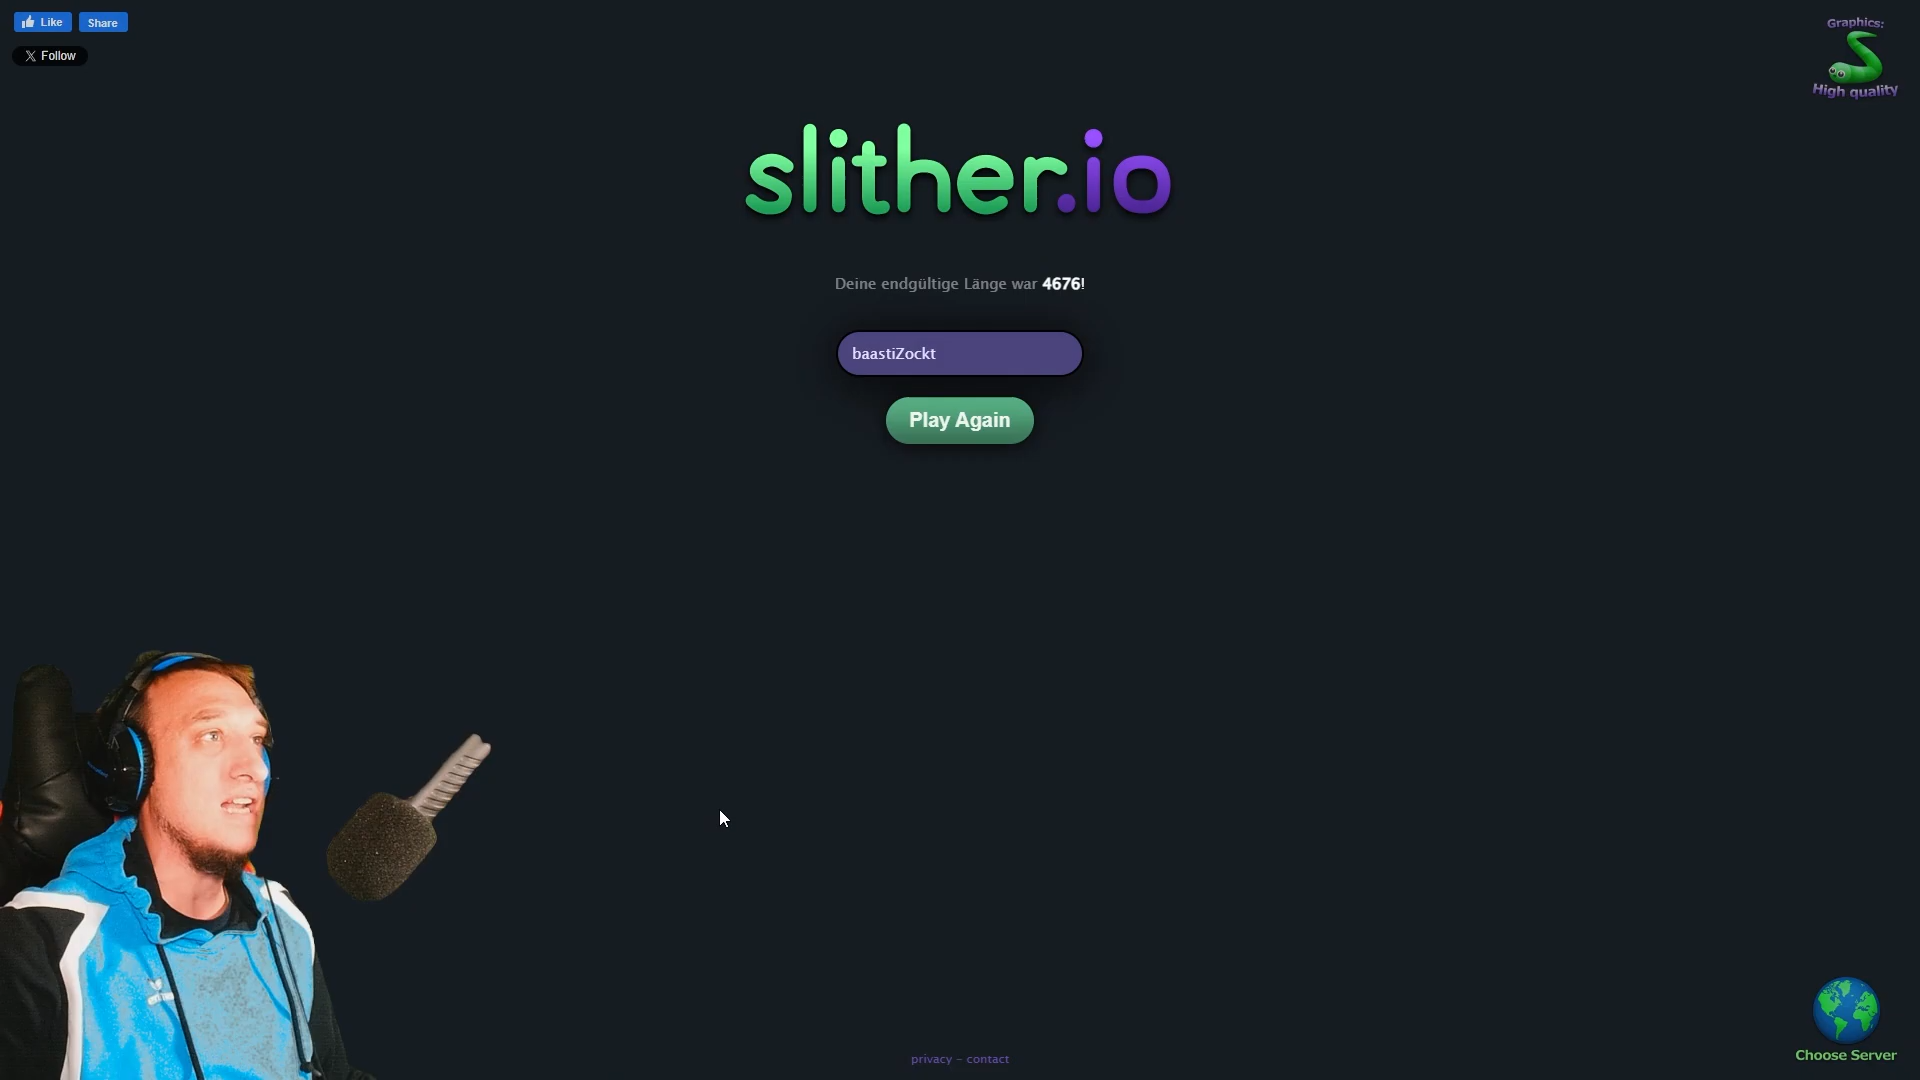 Like
Share
Follow
Graphics:
High quality
slither.io
Deine endgültige Länge war 4676!
baastiZockt
Play Again
privacy - contact
Choose Server